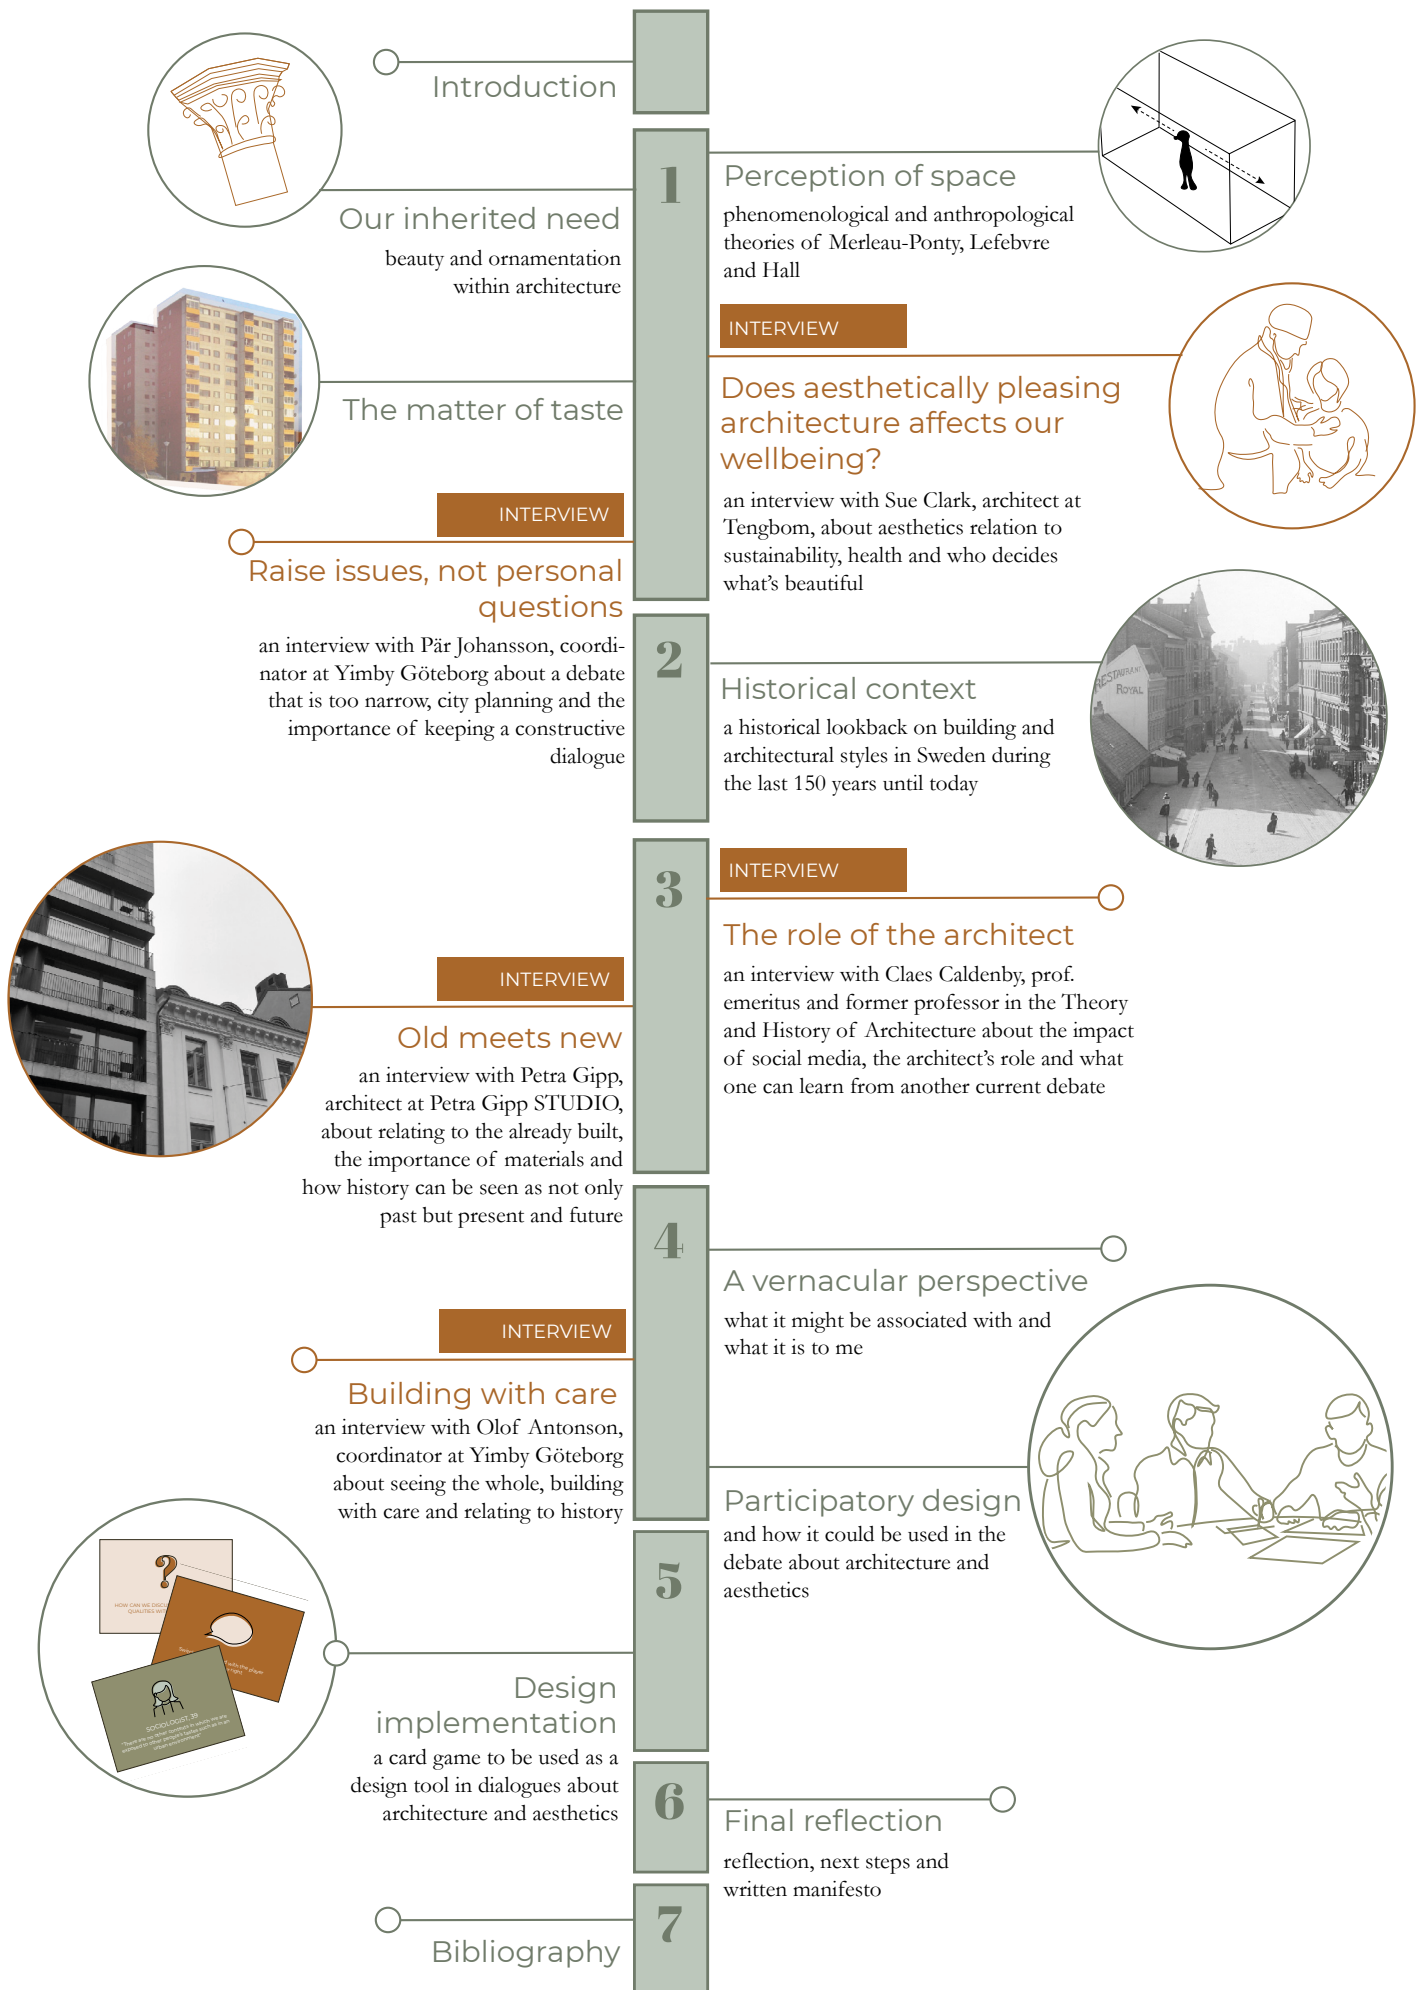 Introduction
1
Perception of space
phenomenological and anthropological
theories of Merleau-Ponty, Lefebvre
and Hall
Our inherited need
beauty and ornamentation
within architecture
INTERVIEW
Does aesthetically pleasing
architecture affects our
wellbeing?
an interview with Sue Clark, architect at
Tengbom, about aesthetics relation to
sustainability, health and who decides
what's beautiful
The matter of taste
INTERVIEW
Raise issues, not personal
questions
an interview with Pär Johansson, coordi-
nator at Yimby Göteborg about a debate
that is too narrow, city planning and the
importance of keeping a constructive
dialogue
2
Historical context
a historical lookback on building and
architectural styles in Sweden during
the last 150 years until today
RESTAURANT
ROYAL
3
INTERVIEW
The role of the architect
an interview with Claes Caldenby, prof.
emeritus and former professor in the Theory
and History of Architecture about the impact
of social media, the architect's role and what
one can learn from another current debate
INTERVIEW
Old meets new
an interview with Petra Gipp,
architect at Petra Gipp STUDIO,
about relating to the already built,
the importance of materials and
how history can be seen as not only
past but present and future
4
A vernacular perspective
what it might be associated with and
what it is to me
INTERVIEW
Building with care
an interview with Olof Antonson,
coordinator at Yimby Göteborg
about seeing the whole, building
with care and relating to history
Participatory design
and how it could be used in the
debate about architecture and
aesthetics
5
?
HOW CAN WE
QUALITIES
the player
right
SOCIOLOGIST, 39
Design
implementation
a card game to be used as a
design tool in dialogues about
architecture and aesthetics
6
Final reflection
reflection, next steps and
written manifesto
7
Bibliography